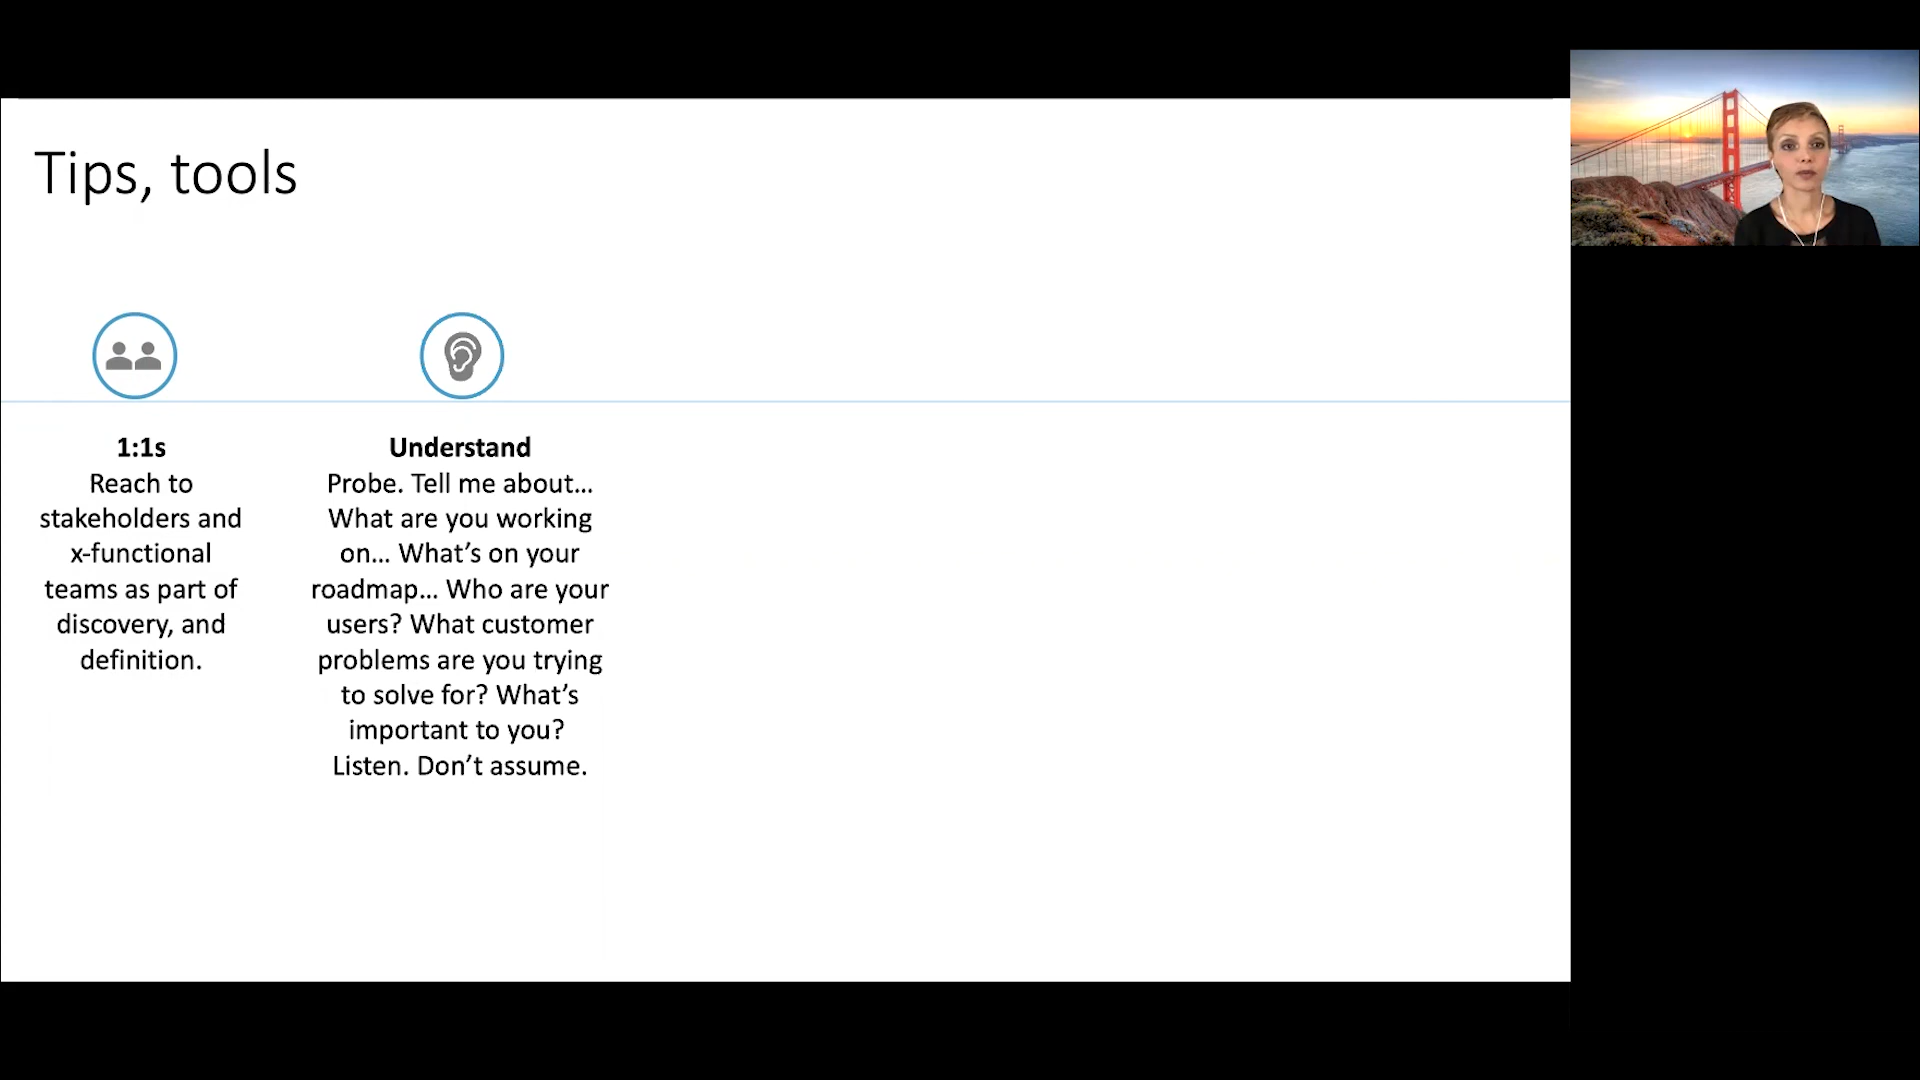 Tips, tools
1:1s
Reach to
stakeholders and
x-functional
teams as part of
discovery, and
definition.
Understand
Probe. Tell me about...
What are you working
on... What’s on your
roadmap... Who are your
users? What customer
problems are you trying
to solve for? What’s
important to you?
Listen. Don’t assume.